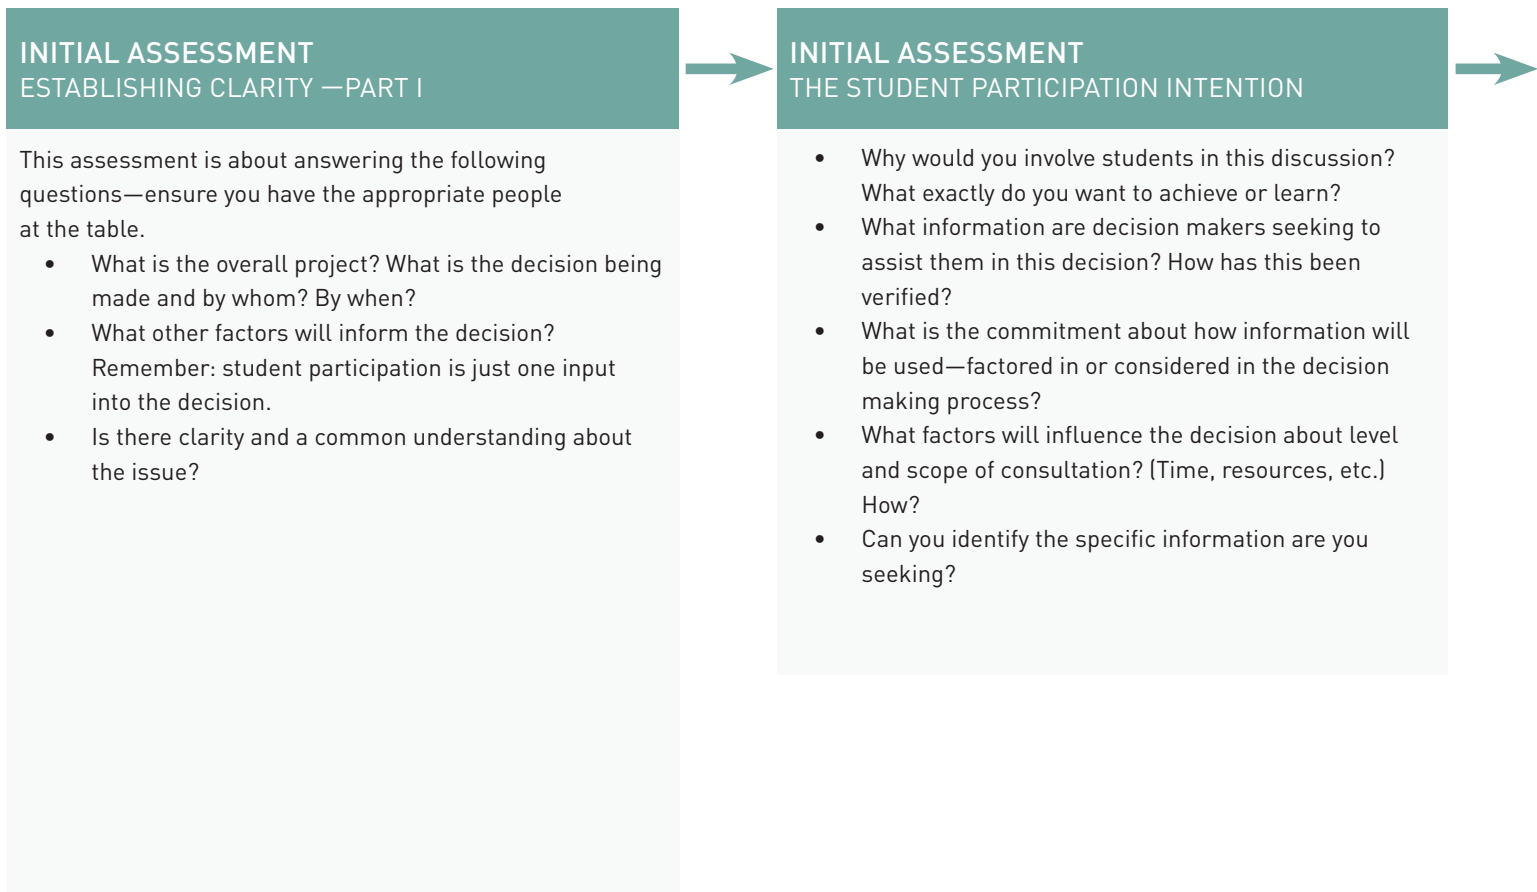 INITIAL ASSESSMENT
ESTABLISHING CLARITY —PART I
This assessment is about answering the following
questions—ensure you have the appropriate people
at the table.
• What is the overall project? What is the decision being
made and by whom? By when?
• What other factors will inform the decision?
Remember: student participation is just one input
into the decision.
• Is there clarity and a common understanding about
the issue?
INITIAL ASSESSMENT
THE STUDENT PARTICIPATION INTENTION
• Why would you involve students in this discussion?
What exactly do you want to achieve or learn?
• What information are decision makers seeking to
assist them in this decision? How has this been
verified?
• What is the commitment about how information will
be used—factored in or considered in the decision
making process?
• What factors will influence the decision about level
and scope of consultation? (Time, resources, etc.)
How?
• Can you identify the specific information are you
seeking?